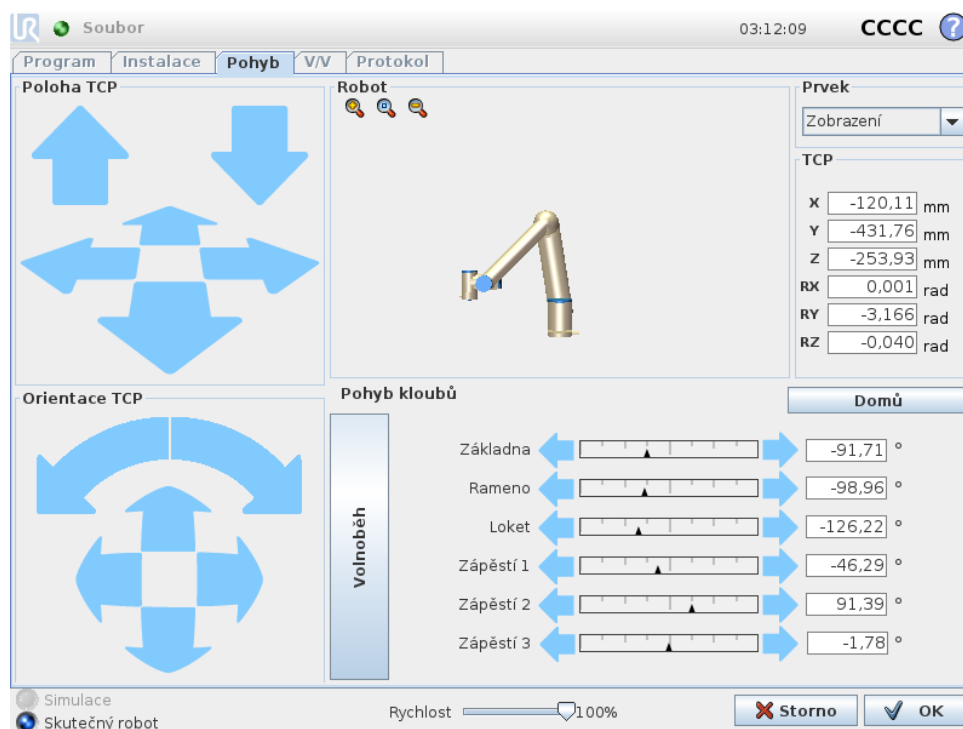 UR Soubor 03:12:09 CCCC ?
Program Instalace Pohyb V/V Protokol
Poloha TCP
Robot
Prvek
Zobrazení
TCP
X -120,11 mm
Y -431,76 mm
Z -253,93 mm
RX 0,001 rad
RY -3,166 rad
RZ -0,040 rad
Orientace TCP
Pohyb kloubů
Domů
Volnoběh
Základna -91,71 °
Rameno -98,96 °
Loket -126,22 °
Zápěstí 1 -46,29 °
Zápěstí 2 91,39 °
Zápěstí 3 -1,78 °
Simulace
Skutečný robot
Rychlost 100%
Storno
OK